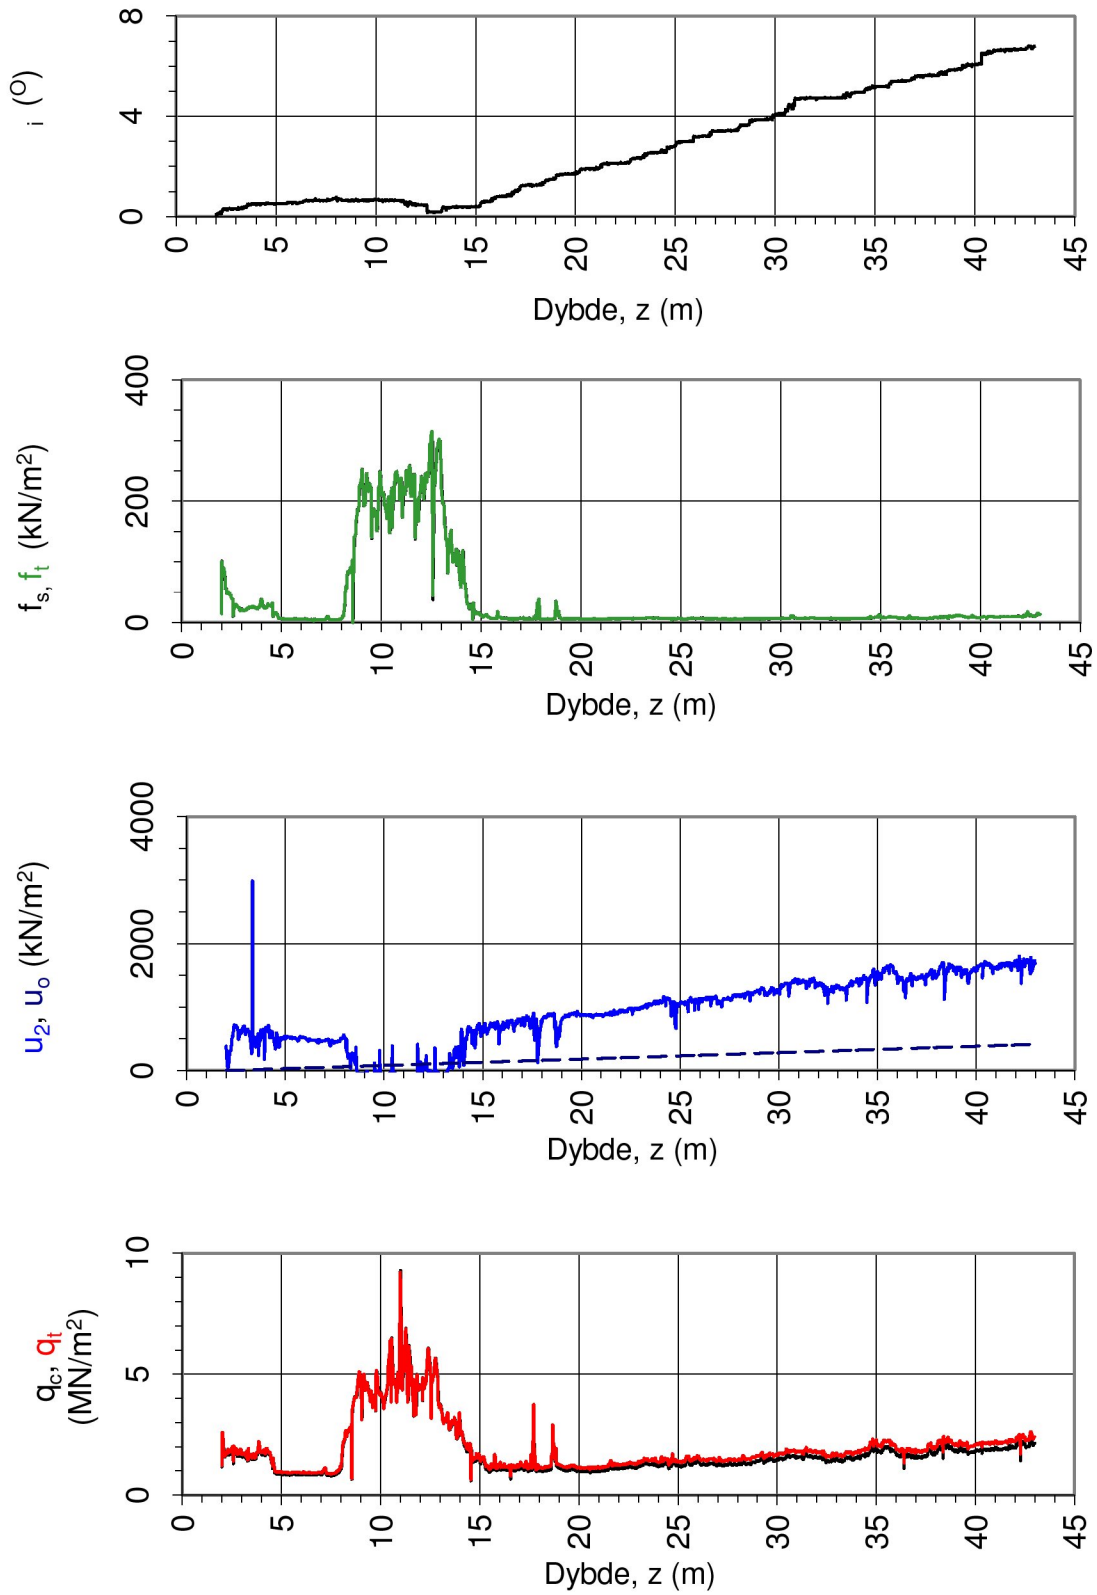 i (O)
8
4
0
0 5 10 15 20 25 30 35 40 45
Dybde, z (m)
fs, ft (kN/m2)
400
200
0
0 5 10 15 20 25 30 35 40 45
Dybde, z (m)
u2, uo (kN/m2)
4000
2000
0
0 5 10 15 20 25 30 35 40 45
Dybde, z (m)
qc, qt
(MN/m2)
10
5
0
0 5 10 15 20 25 30 35 40 45
Dybde, z (m)